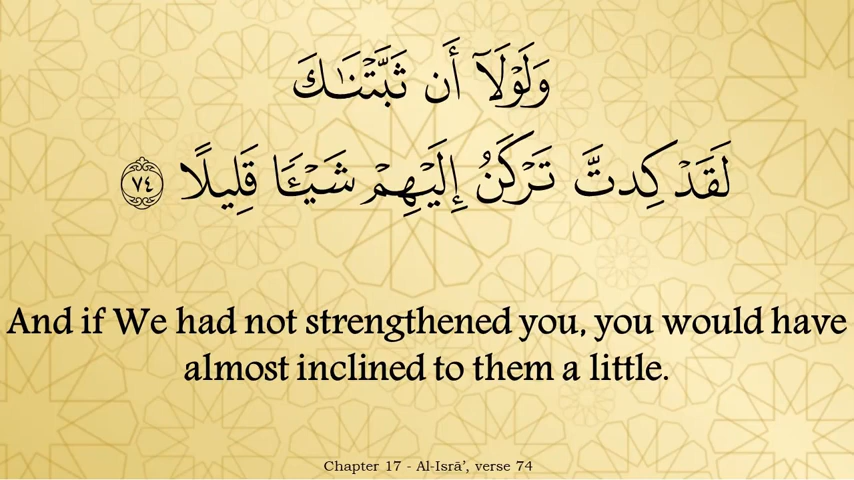 وَلَوْلَآ أَن ثَبَّتْنَـٰكَ
لَقَدْ كِدتَّ تَرْكَنُ إِلَيْهِمْ شَيْـًٔا قَلِيلًا ٧٤
And if We had not strengthened you, you would have
almost inclined to them a little.
Chapter 17 - Al-Isrā’, verse 74